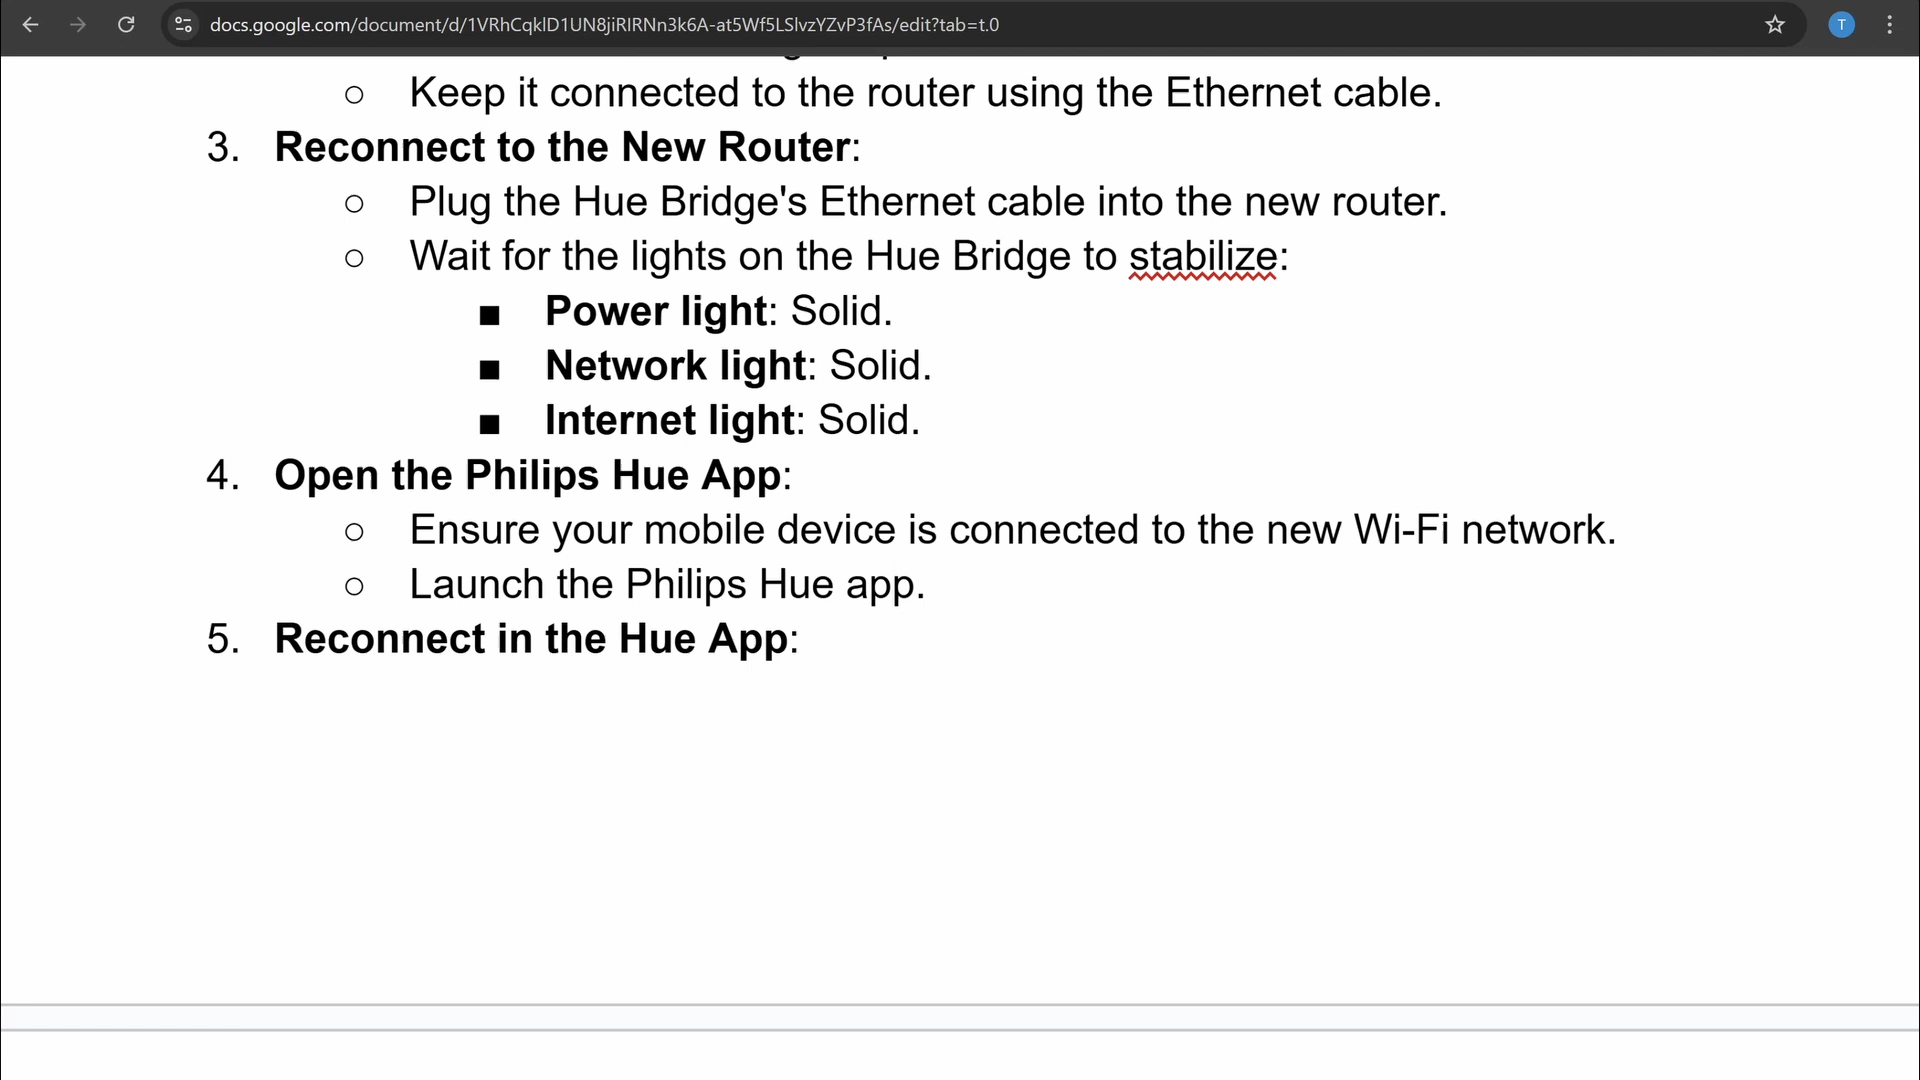 docs.google.com/document/d/1VRhCqklD1UN8jiRlRNn3k6A-at5Wf5LSlvzYZvP3fAs/edit?tab=t.0
T
○ Keep it connected to the router using the Ethernet cable.
3. Reconnect to the New Router:
○ Plug the Hue Bridge's Ethernet cable into the new router.
○ Wait for the lights on the Hue Bridge to stabilize:
■ Power light: Solid.
■ Network light: Solid.
■ Internet light: Solid.
4. Open the Philips Hue App:
○ Ensure your mobile device is connected to the new Wi-Fi network.
○ Launch the Philips Hue app.
5. Reconnect in the Hue App: